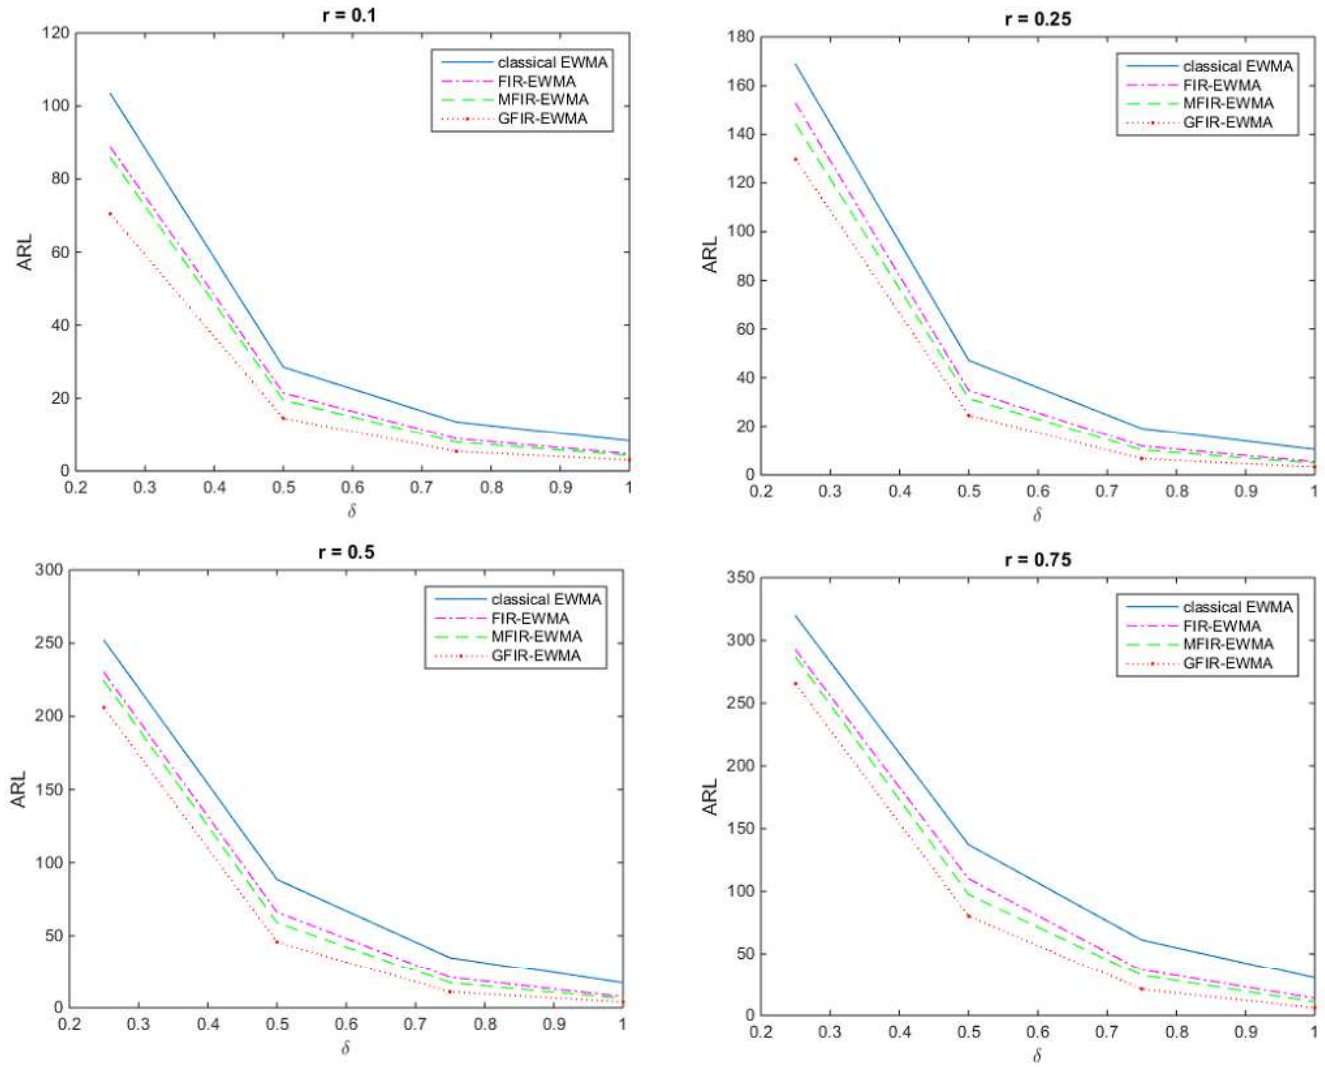 r = 0.1
120
100
80
60
40
20
0
ARL
0.2 0.3 0.4 0.5 0.6 0.7 0.8 0.9 1
δ
classical EWMA
FIR-EWMA
MFIR-EWMA
GFIR-EWMA
r = 0.25
180
160
140
120
100
80
60
40
20
0
ARL
0.2 0.3 0.4 0.5 0.6 0.7 0.8 0.9 1
δ
classical EWMA
FIR-EWMA
MFIR-EWMA
GFIR-EWMA
r = 0.5
300
250
200
150
100
50
0
ARL
0.2 0.3 0.4 0.5 0.6 0.7 0.8 0.9 1
δ
classical EWMA
FIR-EWMA
MFIR-EWMA
GFIR-EWMA
r = 0.75
350
300
250
200
150
100
50
0
ARL
0.2 0.3 0.4 0.5 0.6 0.7 0.8 0.9 1
δ
classical EWMA
FIR-EWMA
MFIR-EWMA
GFIR-EWMA